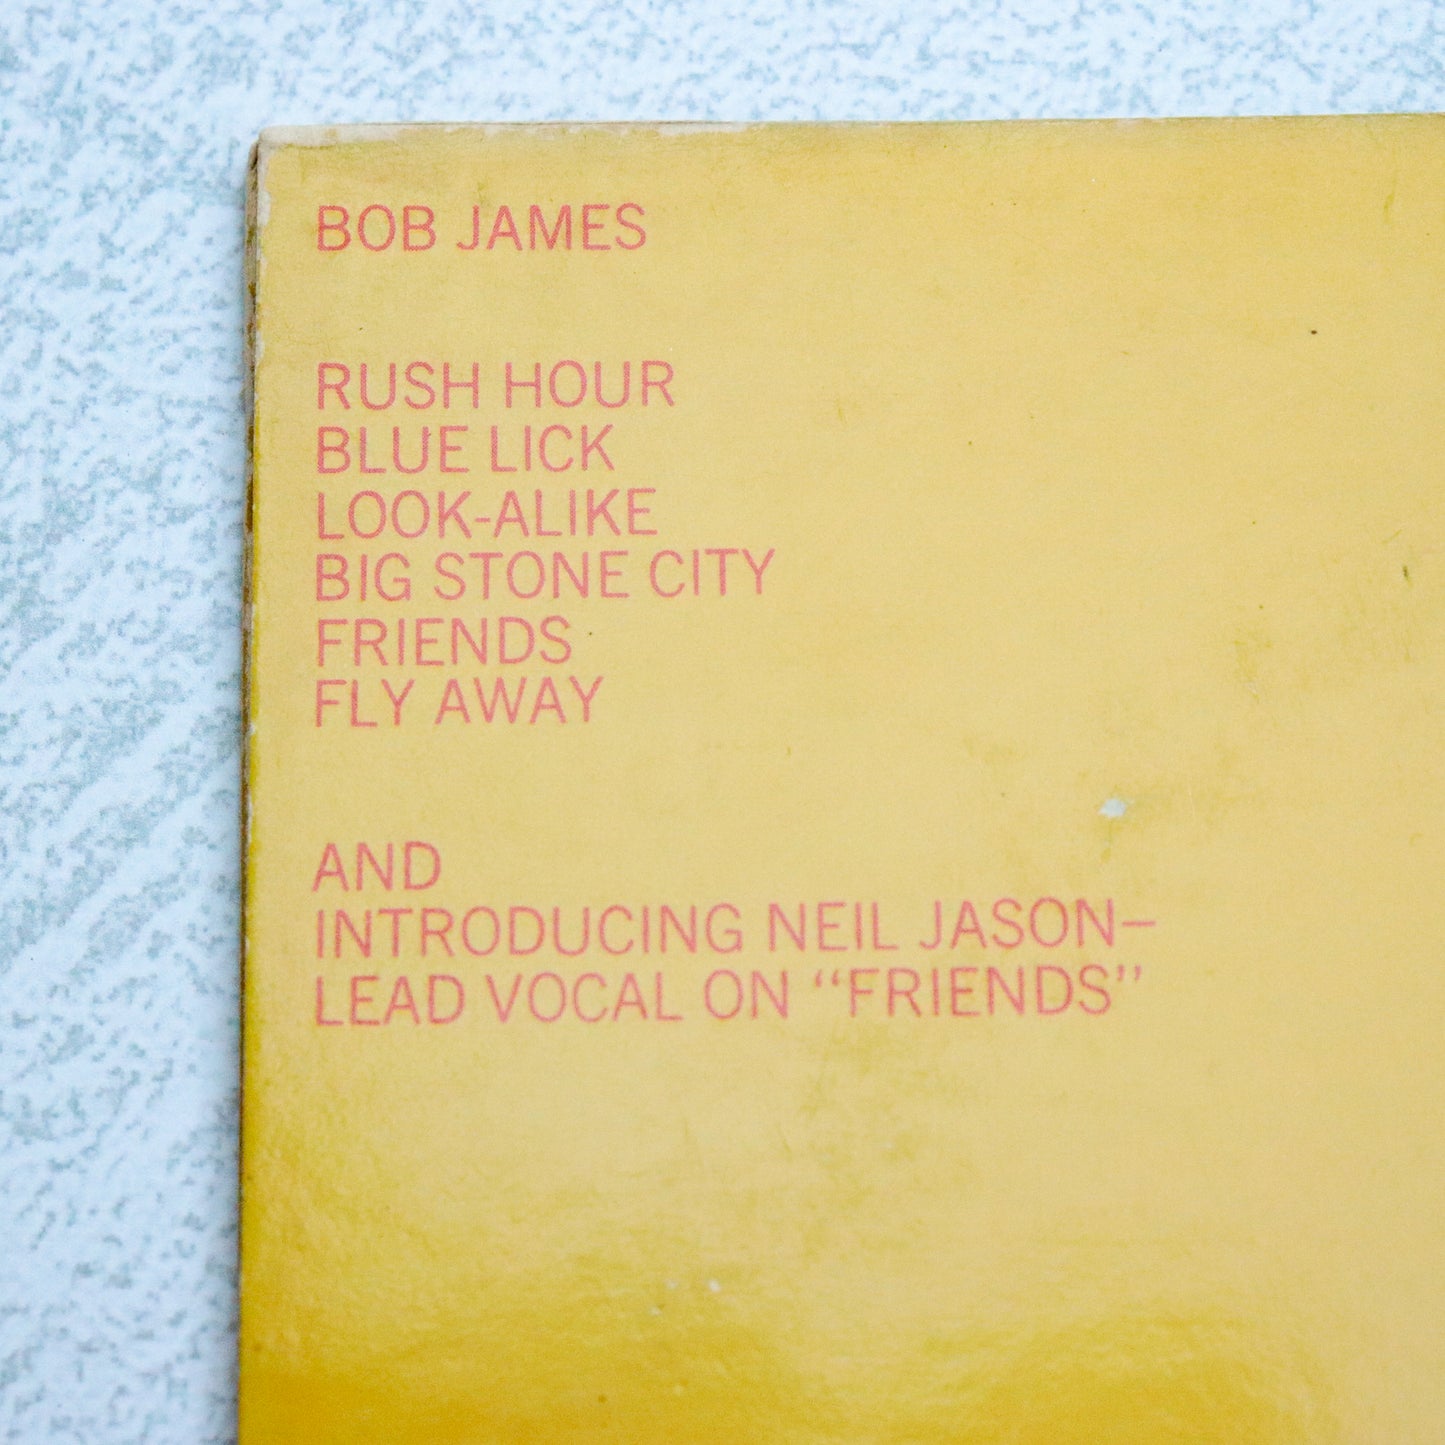 BOB JAMES
RUSH HOUR
BLUE LICK
LOOK-ALIKE
BIG STONE CITY
FRIENDS
FLY AWAY
AND
INTRODUCING NEIL JASON—
LEAD VOCAL ON “FRIENDS”